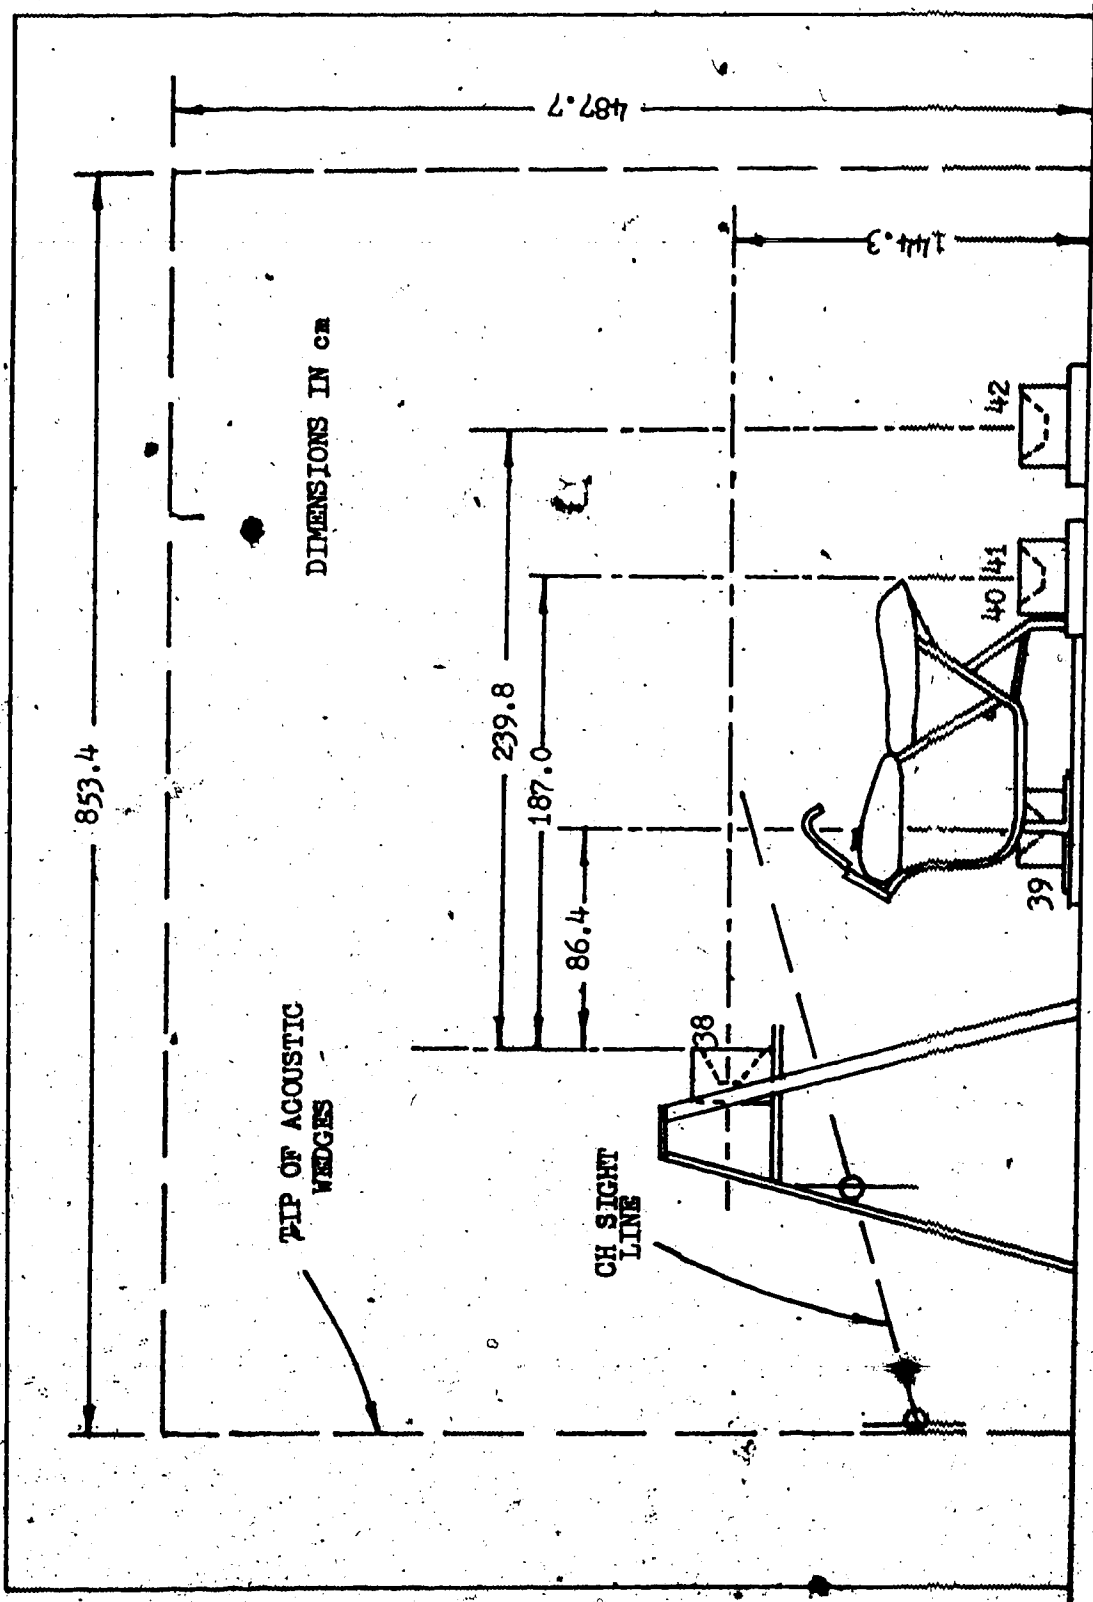 853.4
487.7
TIP OF ACOUSTIC
WEDGES
DIMENSIONS IN cm
239.8
187.0
86.4
144.3
CH SIGHT
LINE
38
39
40
41
42